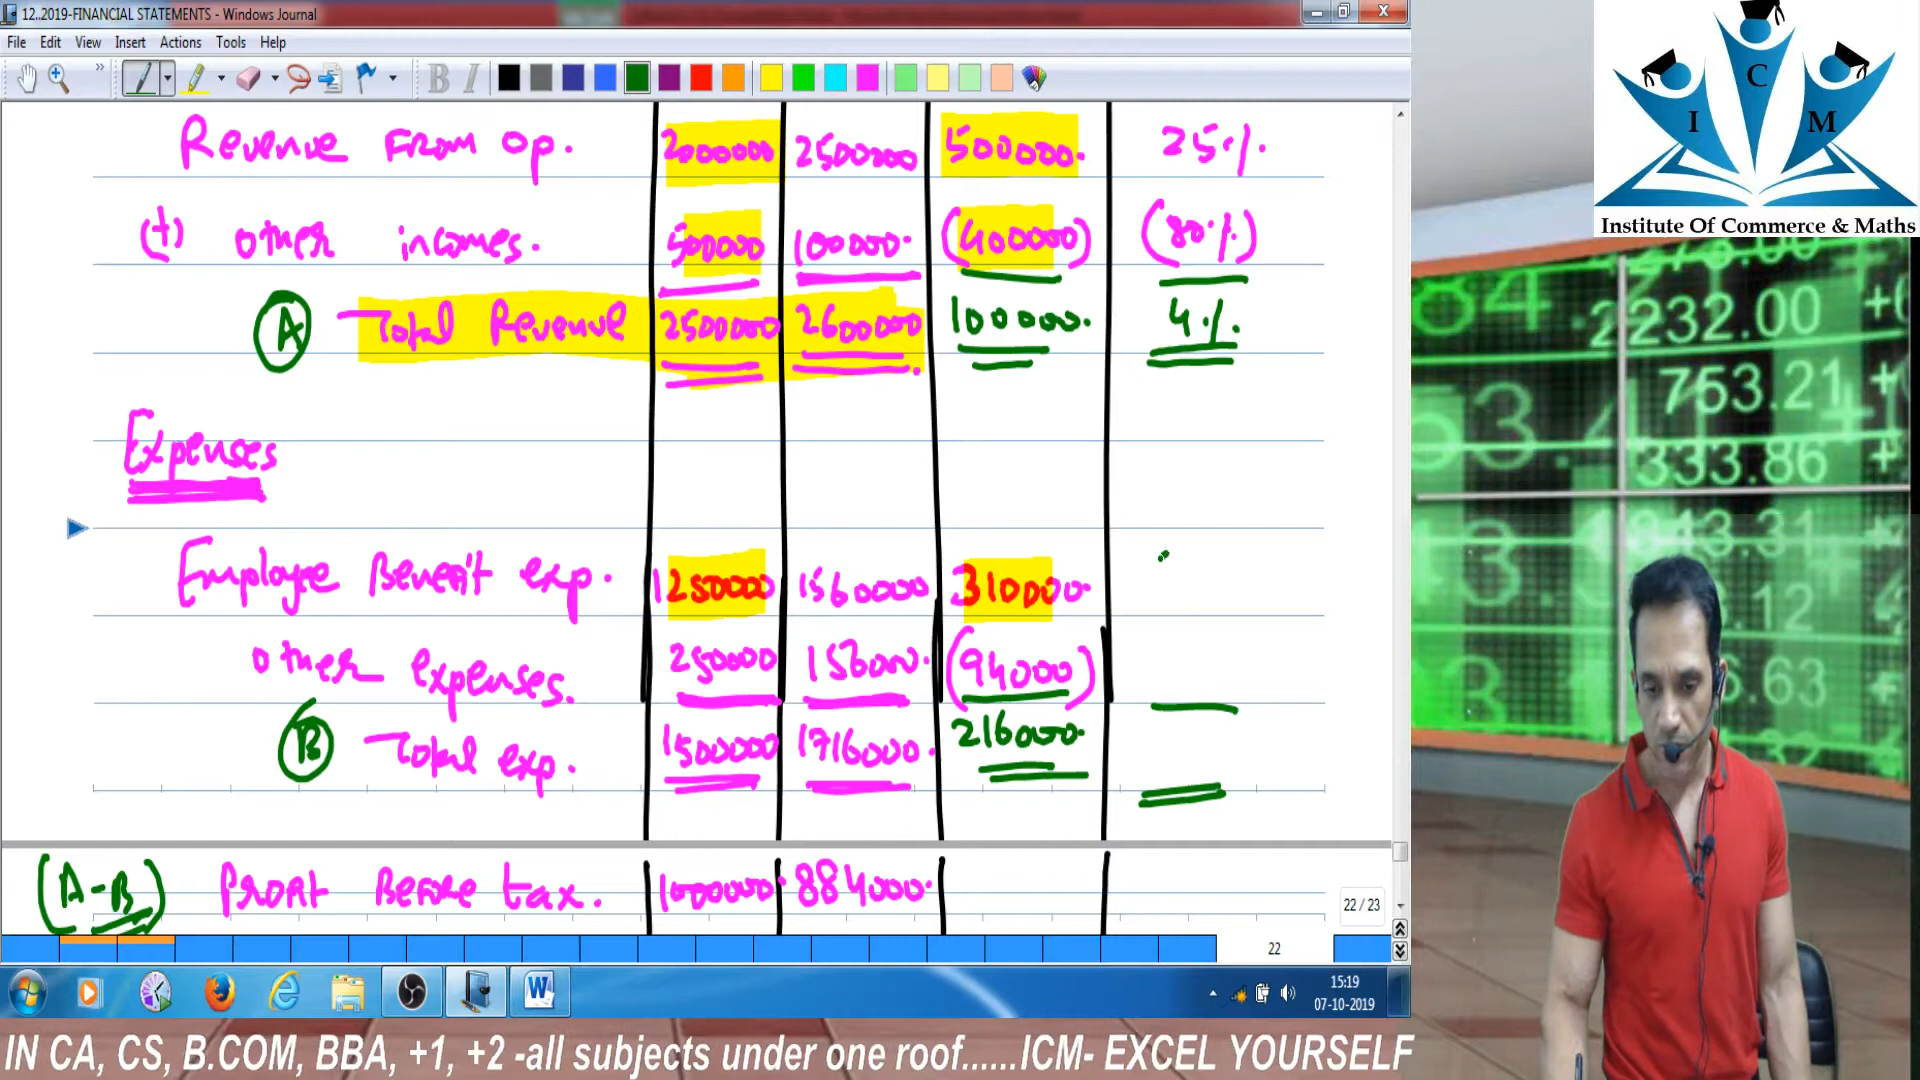 12..2019-FINANCIAL STATEMENTS - Windows Journal
File Edit View Insert Actions Tools Help
B I
Revenue From op. 2000000 2500000 500000. 25%.
(+) other incomes. 500000 100000. (400000) (80%.)
A Total Revenue 2500000 2600000. 100000. 4%.
Expenses
Employee Benefit exp. 1250000 1560000 310000.
other expenses. 250000 156000. (94000)
B Total exp. 1500000 1716000. 216000.
(A-B) Profit Before tax. 1000000. 884000.
22 / 23
22
15:19
07-10-2019
I C M
Institute Of Commerce & Maths
2232.00
753.21
333.86
IN CA, CS, B.COM, BBA, +1, +2 -all subjects under one roof......ICM- EXCEL YOURSELF